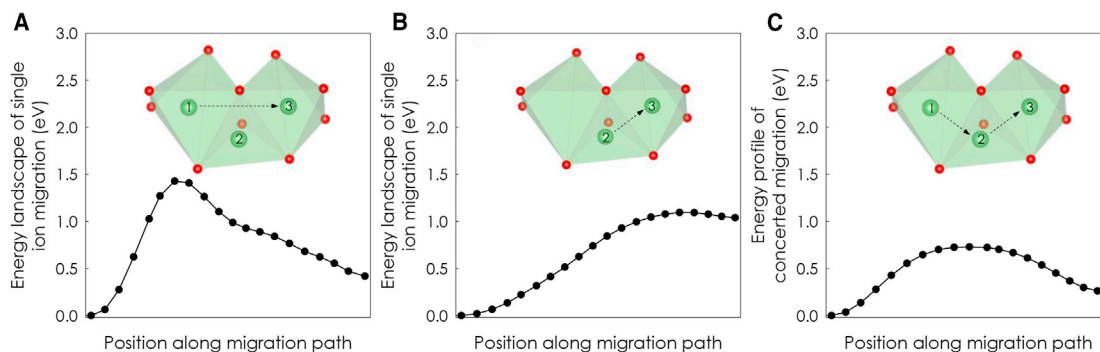 A
3.0
2.5
2.0
1.5
1.0
0.5
0.0
Energy landscape of single
ion migration (eV)
1
3
2
Position along migration path
B
3.0
2.5
2.0
1.5
1.0
0.5
0.0
Energy landscape of single
ion migration (eV)
3
2
Position along migration path
C
3.0
2.5
2.0
1.5
1.0
0.5
0.0
Energy profile of
concerted migration (eV)
1
3
2
Position along migration path